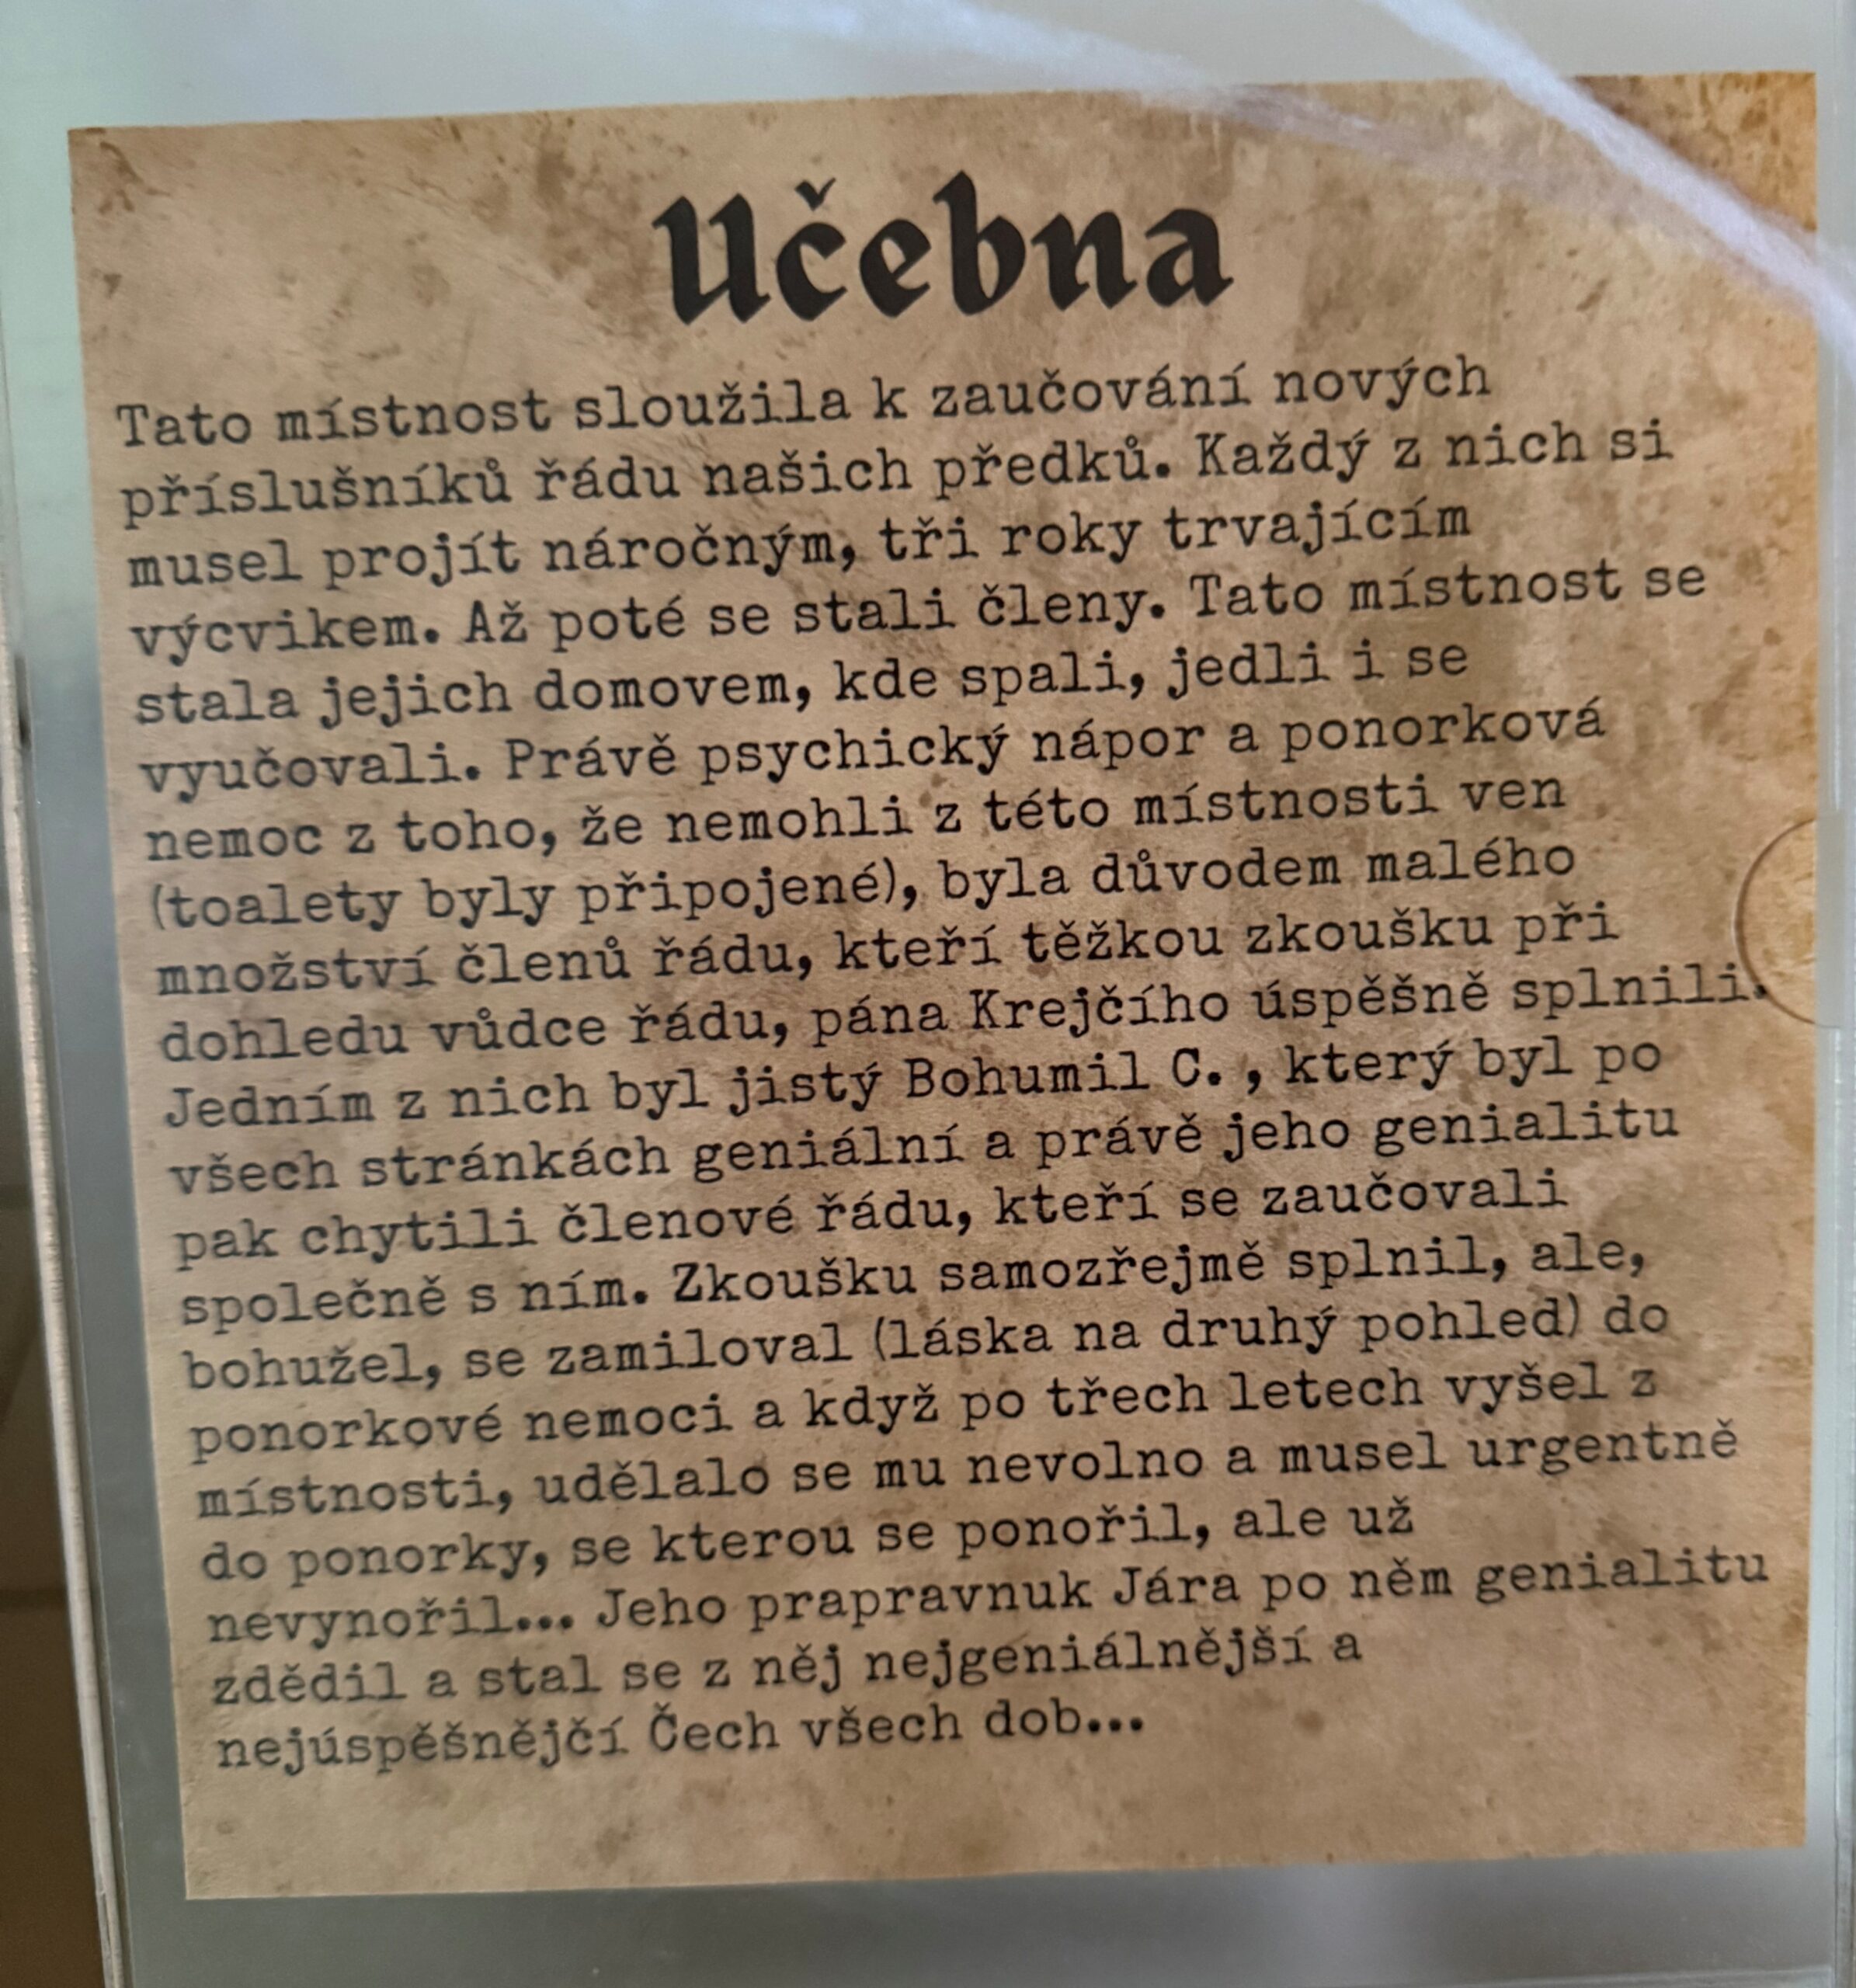 Učebna
Tato místnost sloužila k zaučování nových
příslušníků řádu našich předků. Každý z nich si
musel projít náročným, tři roky trvajícím
výcvikem. Až poté se stali členy. Tato místnost se
stala jejich domovem, kde spali, jedli i se
vyučovali. Právě psychický nápor a ponorková
nemoc z toho, že nemohli z této místnosti ven
(toalety byly připojené), byla důvodem malého
množství členů řádu, kteří těžkou zkoušku při
dohledu vůdce řádu, pána Krejčího úspěšně splnili.
Jedním z nich byl jistý Bohumil C. , který byl po
všech stránkách geniální a právě jeho genialitu
pak chytili členové řádu, kteří se zaučovali
společně s ním. Zkoušku samozřejmě splnil, ale,
bohužel, se zamiloval (láska na druhý pohled) do
ponorkové nemoci a když po třech letech vyšel z
místnosti, udělalo se mu nevolno a musel urgentně
do ponorky, se kterou se ponořil, ale už
nevynořil... Jeho prapravnuk Jára po něm genialitu
zdědil a stal se z něj nejgeniálnější a
nejúspěšnějčí Čech všech dob...